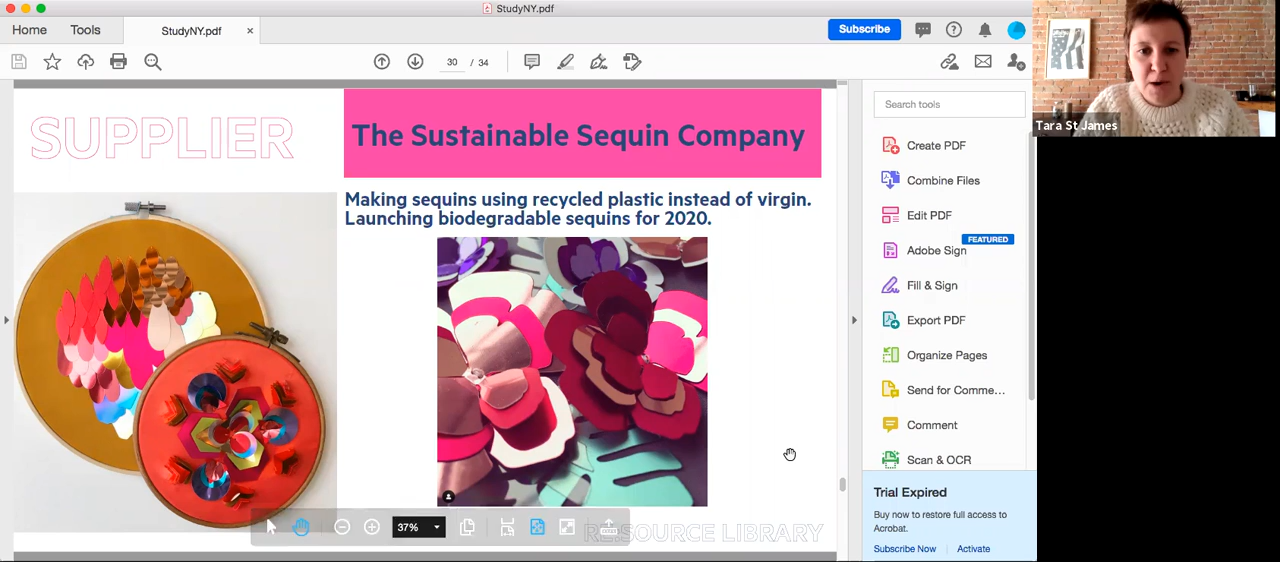 StudyNY.pdf
Home
Tools
StudyNY.pdf
×
Subscribe
30 / 34
SUPPLIER
The Sustainable Sequin Company
Making sequins using recycled plastic instead of virgin.
Launching biodegradable sequins for 2020.
37%
RE:SOURCE LIBRARY
Search tools
Create PDF
Combine Files
Edit PDF
FEATURED
Adobe Sign
Fill & Sign
Export PDF
Organize Pages
Send for Comme...
Comment
Scan & OCR
Trial Expired
Buy now to restore full access to
Acrobat.
Subscribe Now
Activate
Tara St James